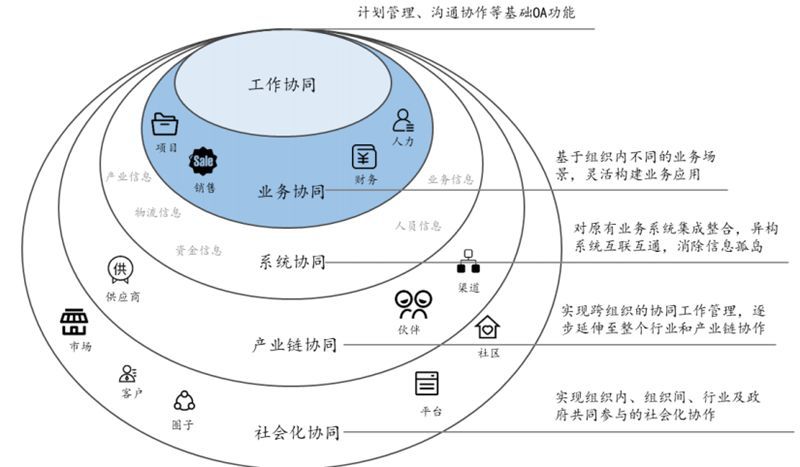 计划管理、沟通协作等基础OA功能
工作协同
项目
人力
Sale
销售
¥
财务
业务协同
基于组织内不同的业务场
景，灵活构建业务应用
产业信息
业务信息
物流信息
人员信息
资金信息
系统协同
对原有业务系统集成整合，异构
系统互联互通，消除信息孤岛
供
供应商
渠道
伙伴
产业链协同
实现跨组织的协同工作管理，逐
步延伸至整个行业和产业链协作
市场
社区
客户
圈子
平台
社会化协同
实现组织内、组织间、行业及政
府共同参与的社会化协作